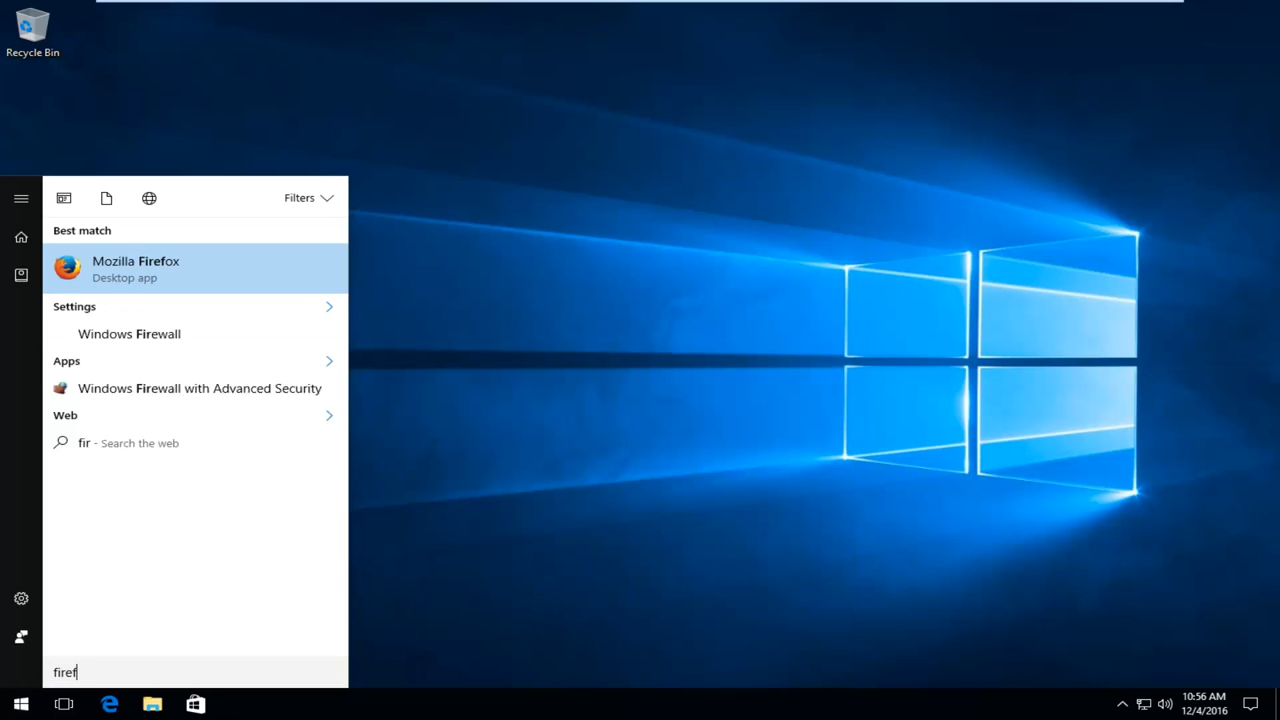 Recycle Bin
Filters
Best match
Mozilla Firefox
Desktop app
Settings
Windows Firewall
Apps
Windows Firewall with Advanced Security
Web
fir - Search the web
firef
10:56 AM
12/4/2016